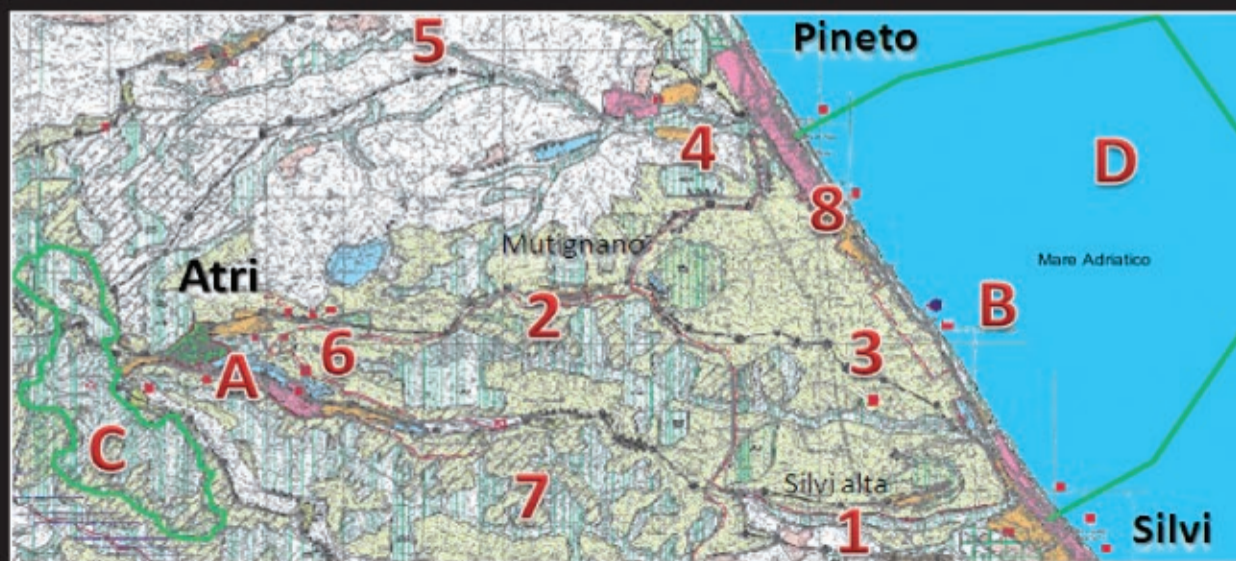 5
Pineto
4
D
8
Mutignano
Mare Adriatico
Atri
B
2
3
6
A
C
7
Silvi alta
1
Silvi